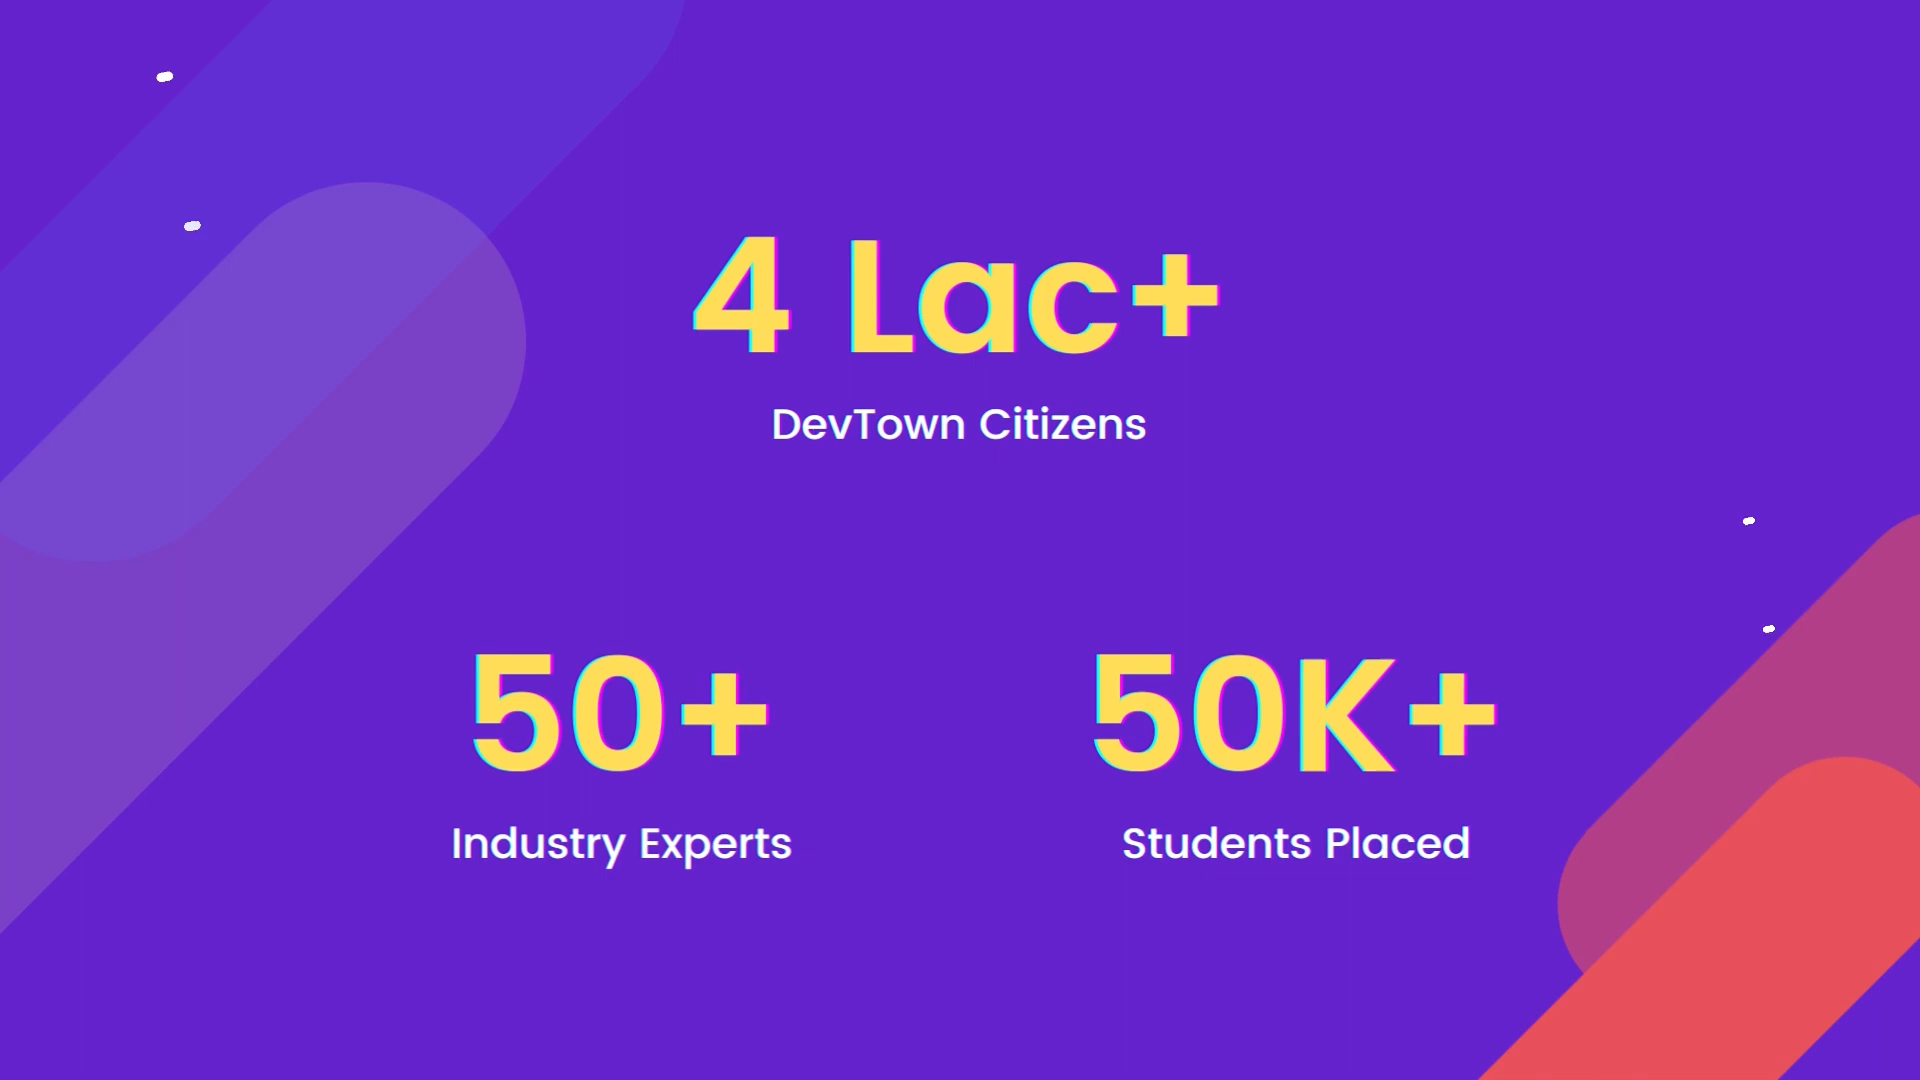 4 Lac+
DevTown Citizens
50+
Industry Experts
50K+
Students Placed